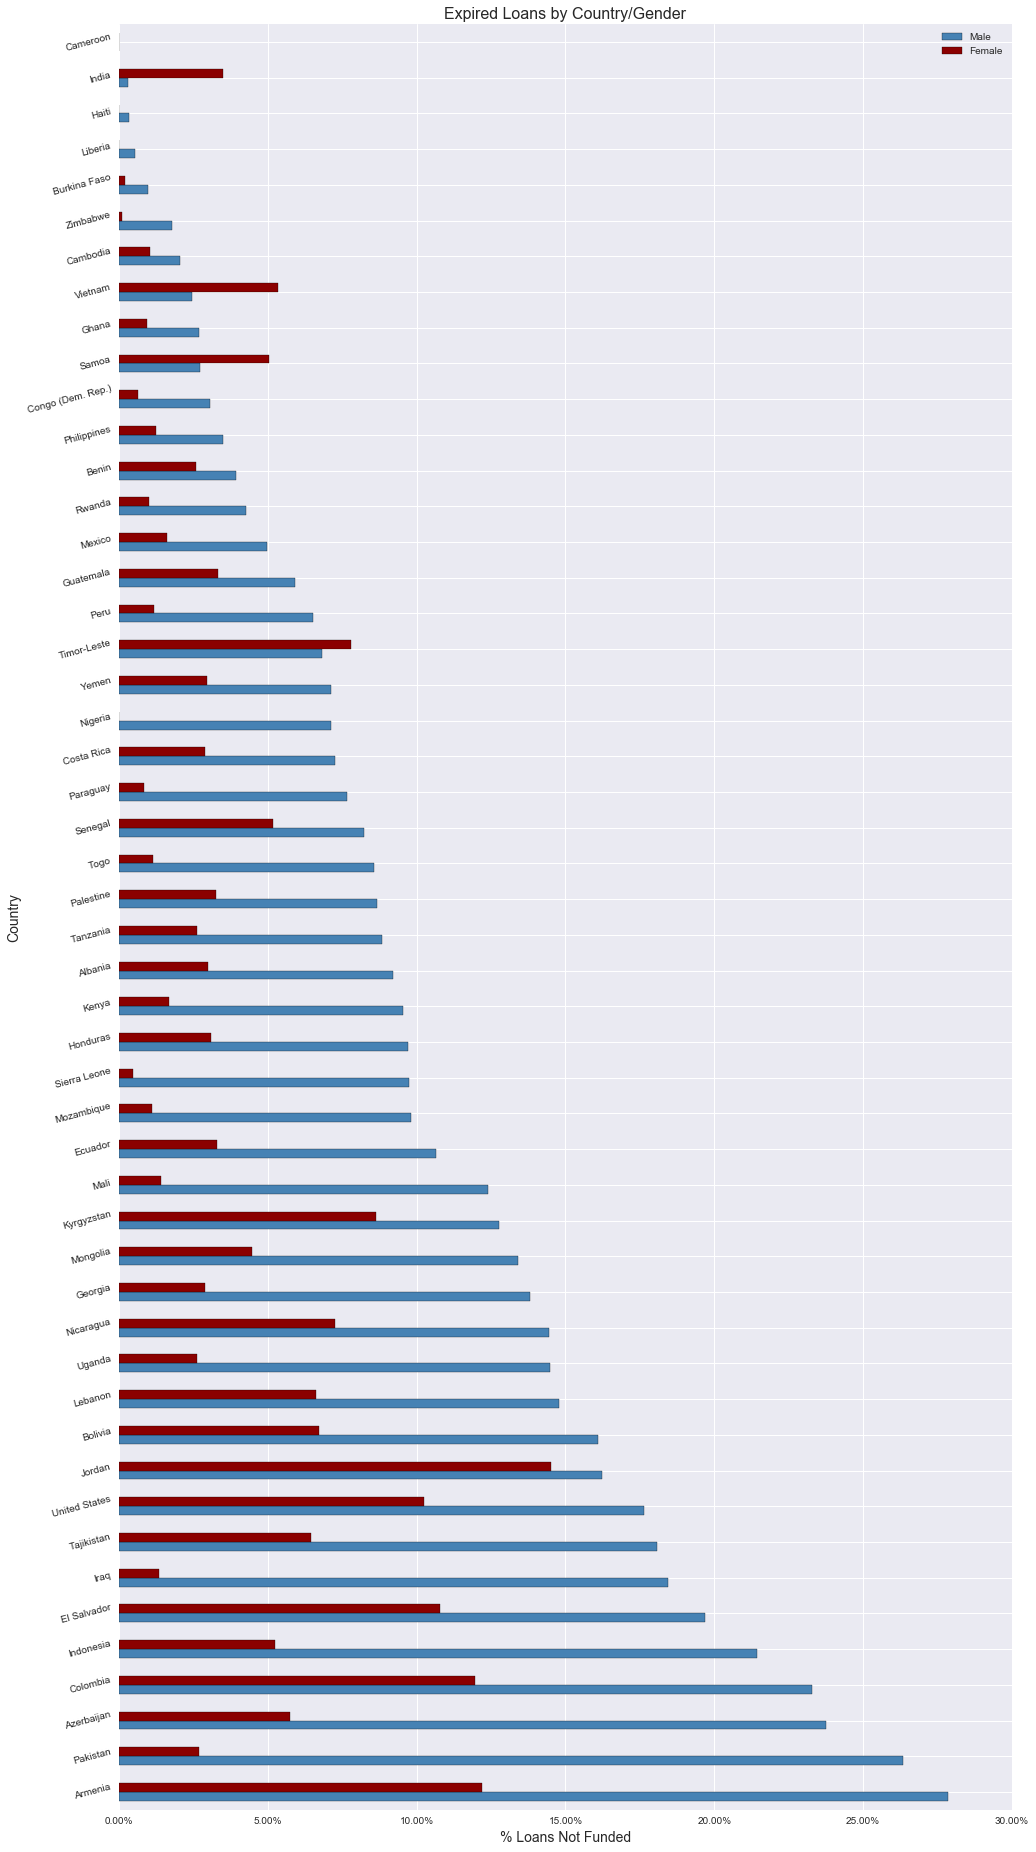 Expired Loans by Country/Gender
Male
Female
Cameroon
India
Haiti
Liberia
Burkina Faso
Zimbabwe
Cambodia
Vietnam
Ghana
Samoa
Congo (Dem. Rep.)
Philippines
Benin
Rwanda
Mexico
Guatemala
Peru
Timor-Leste
Yemen
Nigeria
Costa Rica
Paraguay
Senegal
Togo
Palestine
Tanzania
Albania
Kenya
Honduras
Sierra Leone
Mozambique
Ecuador
Mali
Kyrgyzstan
Mongolia
Georgia
Nicaragua
Uganda
Lebanon
Bolivia
Jordan
United States
Tajikistan
Iraq
El Salvador
Indonesia
Colombia
Azerbaijan
Pakistan
Armenia
Country
0.00% 5.00% 10.00% 15.00% 20.00% 25.00% 30.00%
% Loans Not Funded